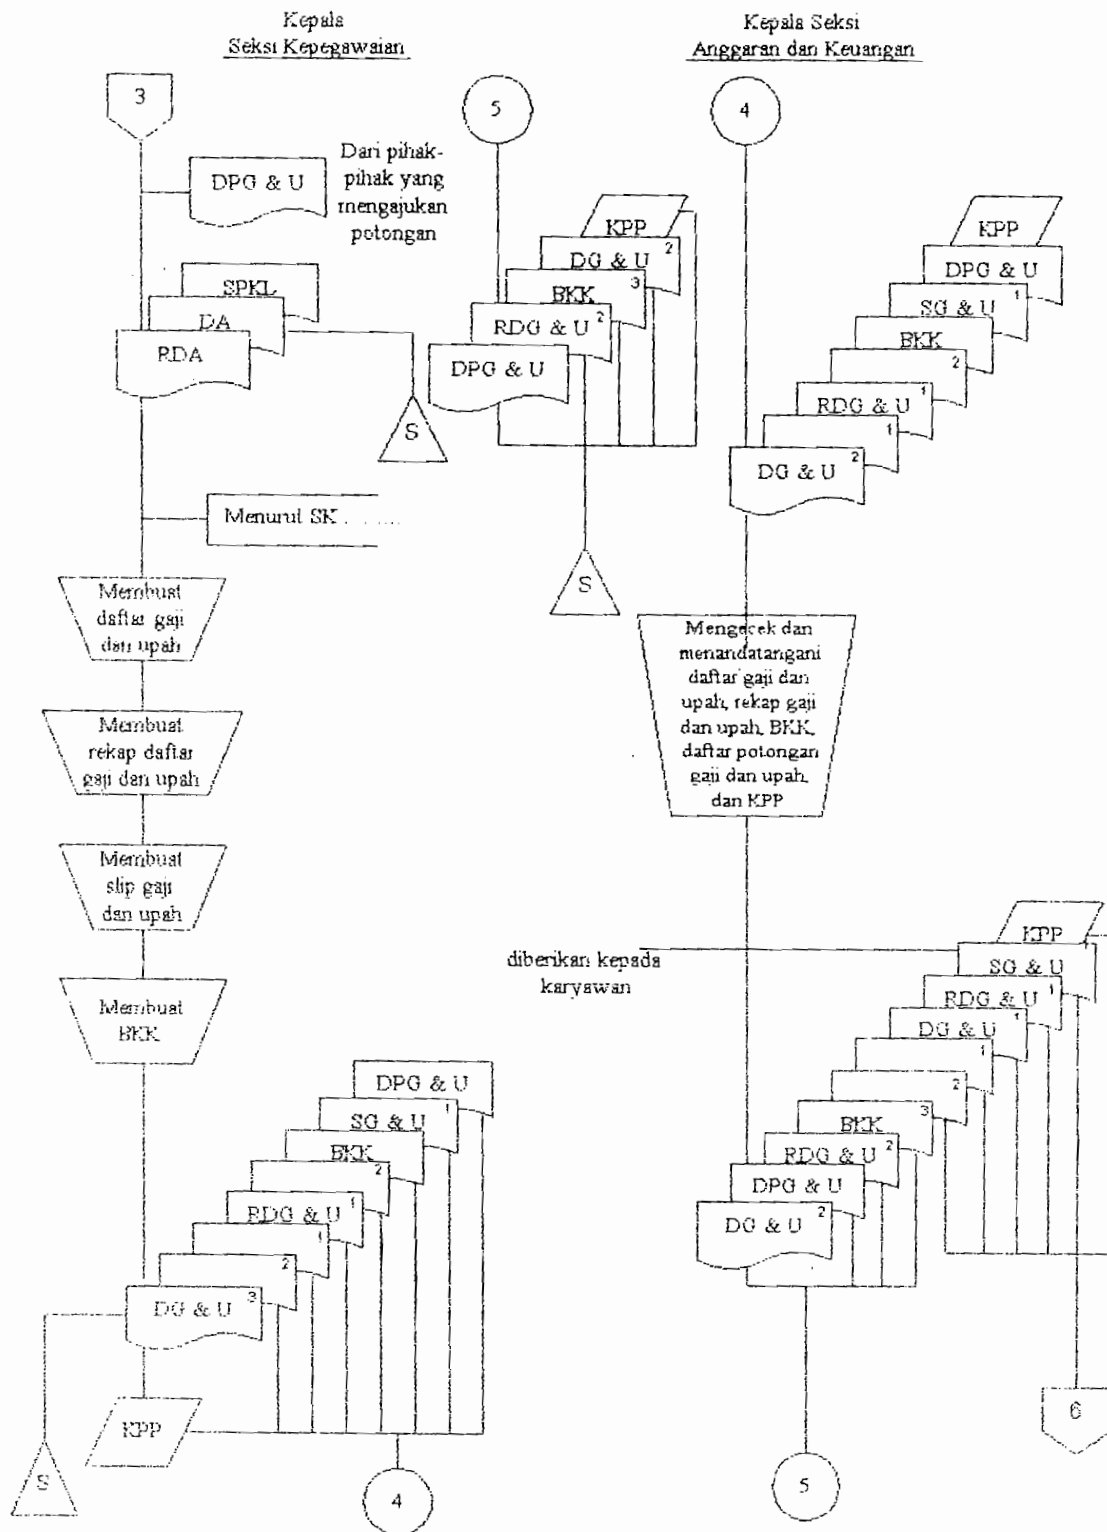 Kepala
Seksi Kepegawaian
Kepala Seksi
Anggaran dan Keuangan
3
DPG & U
Dari pihak-
pihak yang
mengajukan
potongan
SPKL
DA
RDA
S
Menurut SK ........
Membuat
daftar gaji
dan upah
Membuat
rekap daftar
gaji dan upah
Membuat
slip gaji
dan upah
Membuat
BKK
DPG & U
SG & U 1
BKK
2
RDG & U 1
1
2
DG & U 3
KPP
S
4
5
KPP
DG & U 2
BKK 3
RDG & U 2
DPG & U
S
4
KPP
DPG & U
SG & U 1
BKK
2
RDG & U 1
1
DG & U 2
Mengecek dan
menandatangani
daftar gaji dan
upah, rekap gaji
dan upah, BKK,
daftar potongan
gaji dan upah,
dan KPP
diberikan kepada
karyawan
KPP
SG & U
RDG & U 1
DG & U 1
1
2
BKK 3
RDG & U 2
DPG & U
DG & U 2
5
6